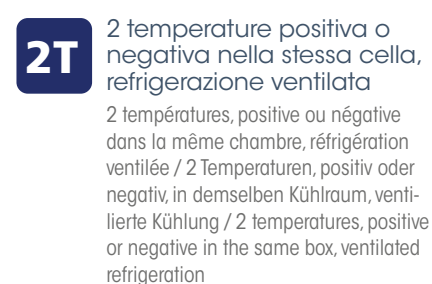 2T
2 temperature positiva o
negativa nella stessa cella,
refrigerazione ventilata
2 températures, positive ou négative
dans la même chambre, réfrigération
ventilée / 2 Temperaturen, positiv oder
negativ, in demselben Kühlraum, venti-
lierte Kühlung / 2 temperatures, positive
or negative in the same box, ventilated
refrigeration